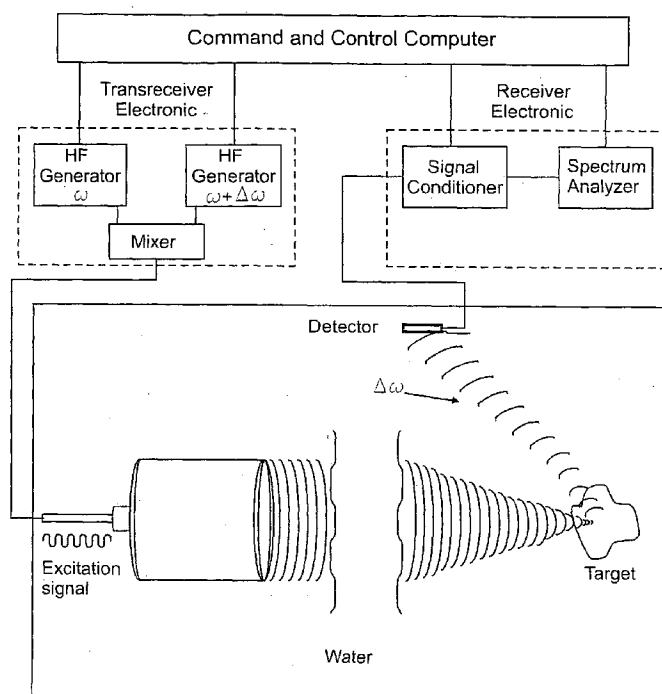 Command and Control Computer
Transreceiver
Electronic
Receiver
Electronic
HF
Generator
ω
HF
Generator
ω+Δω
Mixer
Signal
Conditioner
Spectrum
Analyzer
Detector
Δω
Excitation
signal
Target
Water